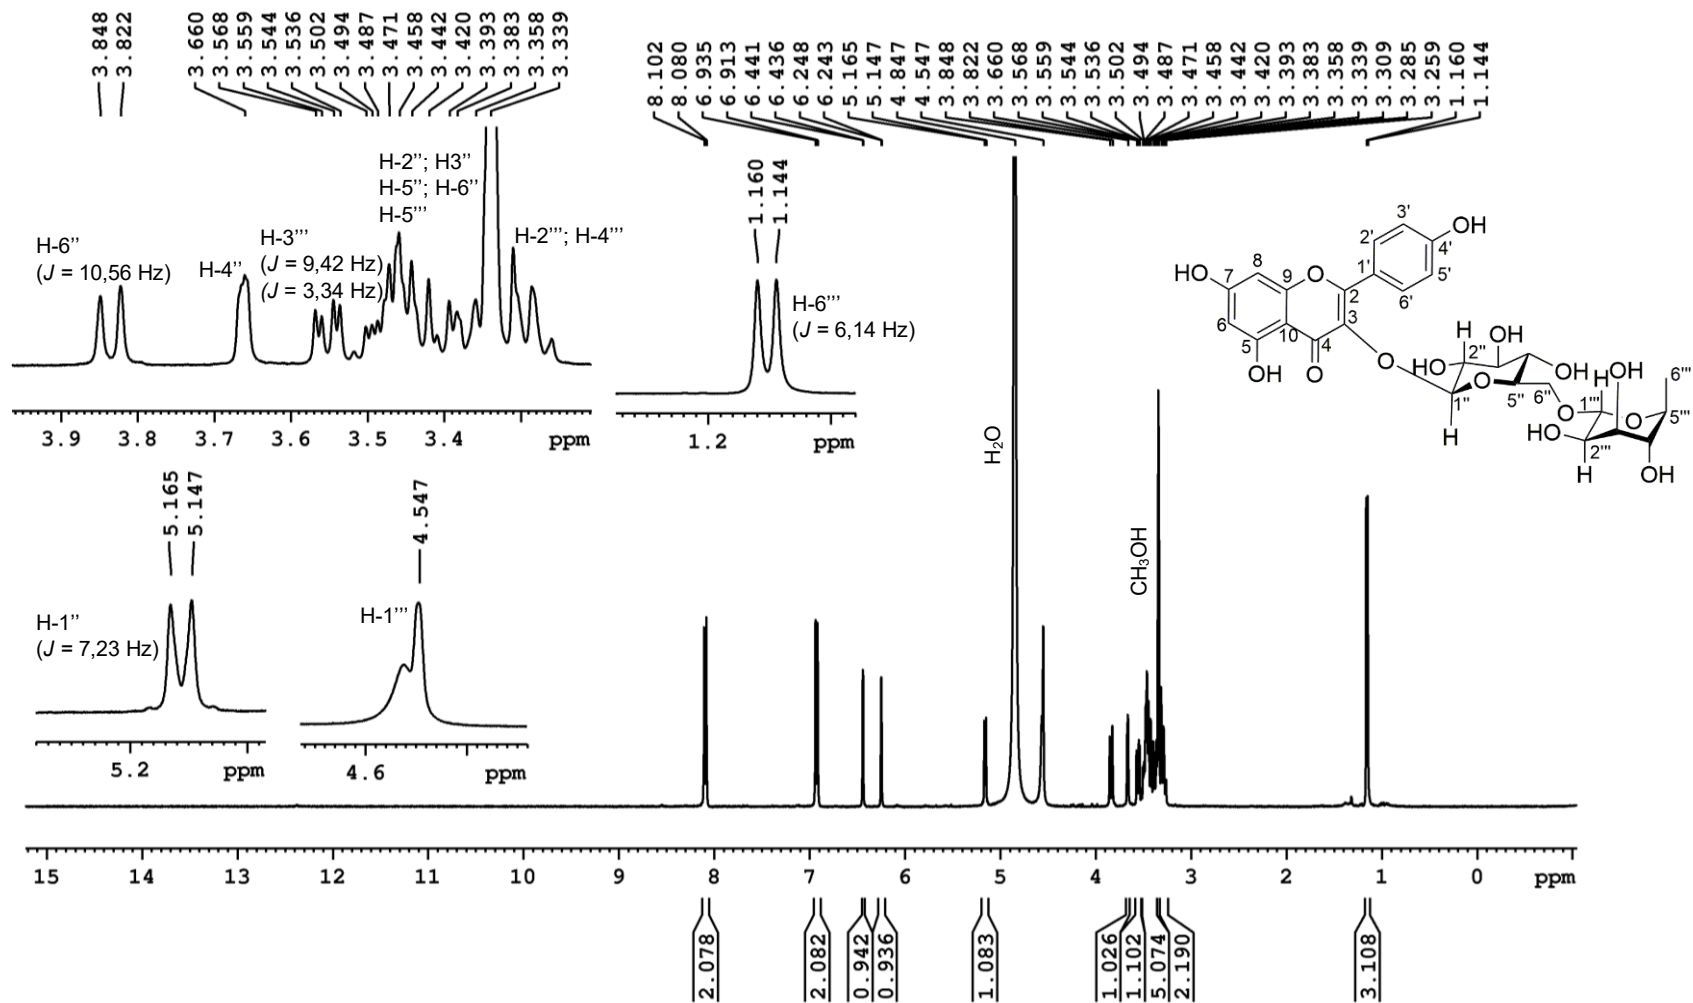 3.848
3.822
3.660
3.568
3.559
3.544
3.536
3.502
3.494
3.487
3.471
3.458
3.442
3.420
3.393
3.383
3.358
3.339
8.102
8.080
6.935
6.913
6.441
6.436
6.248
6.243
5.165
5.147
4.847
4.547
3.848
3.822
3.660
3.568
3.559
3.544
3.536
3.502
3.494
3.487
3.471
3.458
3.442
3.420
3.393
3.383
3.358
3.339
3.309
3.285
3.259
1.160
1.144
H-6’’
(J = 10,56 Hz)
H-4’’
H-3’’’
(J = 9,42 Hz)
(J = 3,34 Hz)
H-2’’; H3’’
H-5’’; H-6’’
H-5’’’
H-2’’’; H-4’’’
3.9 3.8 3.7 3.6 3.5 3.4 ppm
1.160
1.144
H-6’’’
(J = 6,14 Hz)
1.2 ppm
5.165
5.147
H-1’’
(J = 7,23 Hz)
5.2 ppm
4.547
H-1’’’
4.6 ppm
H₂O
CH₃OH
3'
OH
2'
4'
1'
5'
6'
HO
7
8
9
O
2
3
6
5
10
4
OH
O
O
H
2''
OH
HO
O
OH
1''
5''
6''
H
O
H
OH
1'''
O
6'''
5'''
HO
2'''
H
OH
15 14 13 12 11 10 9 8 7 6 5 4 3 2 1 0 ppm
2.078
2.082
0.942
0.936
1.083
1.026
1.102
5.074
2.190
3.108